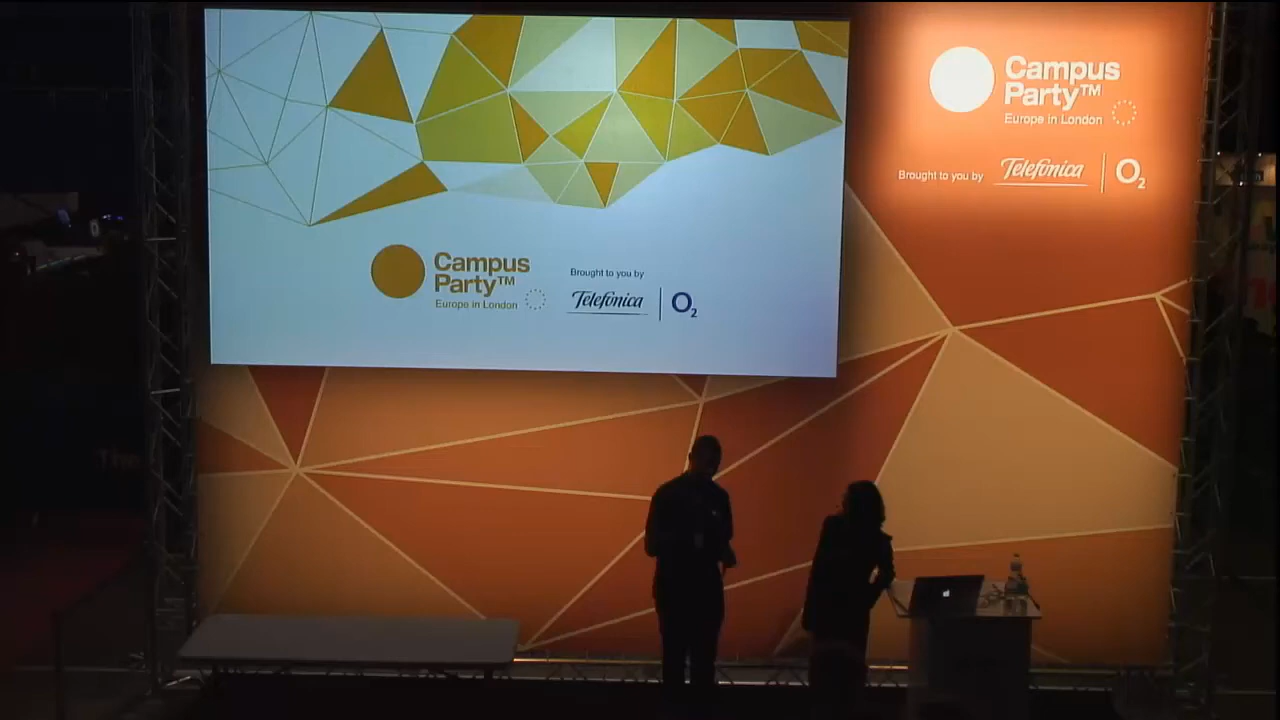 Campus
Party™
Europe in London
Brought to you by
Telefónica
O2
Campus
Party™
Europe in London
Brought to you by
Telefónica
O2